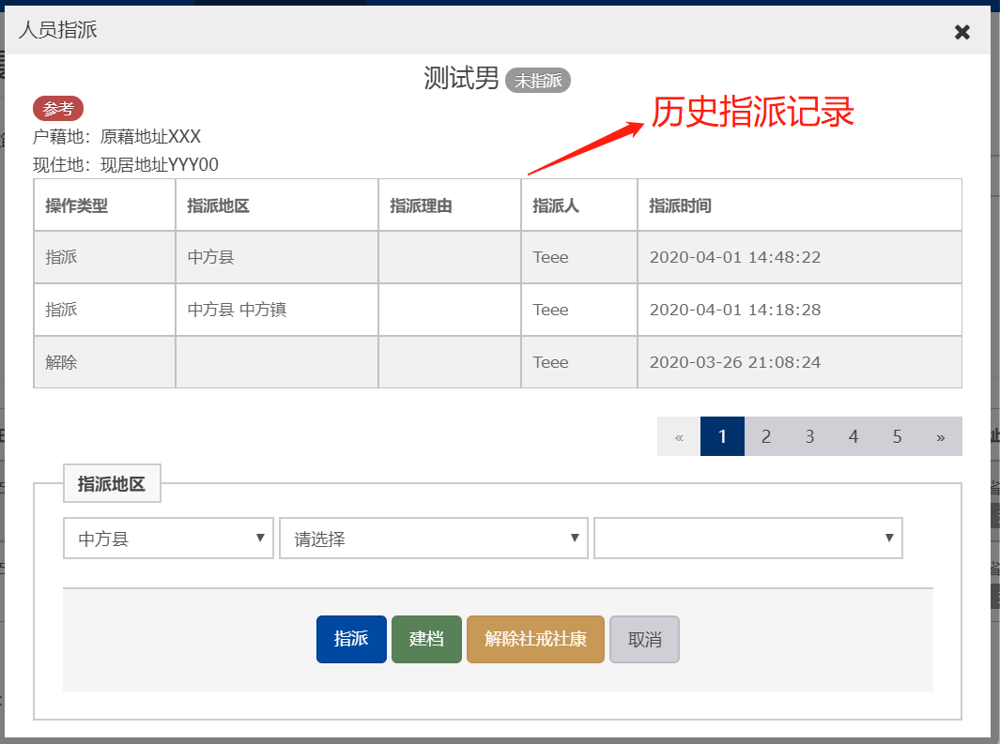 人员指派 ✖
测试男 未指派
参考
历史指派记录
户藉地：原藉地址XXX
现住地：现居地址YYY00
操作类型 指派地区 指派理由 指派人 指派时间
指派 中方县 Teee 2020-04-01 14:48:22
指派 中方县 中方镇 Teee 2020-04-01 14:18:28
解除 Teee 2020-03-26 21:08:24
« 1 2 3 4 5 »
指派地区
中方县 请选择
指派 建档 解除社戒社康 取消